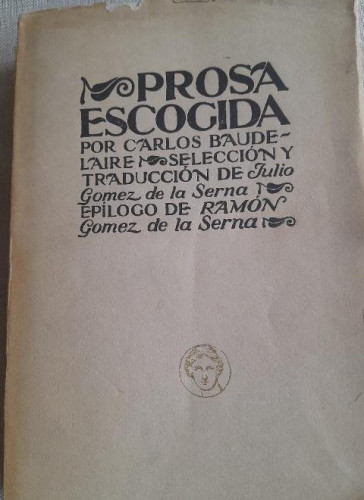 PROSA
ESCOGIDA
POR CARLOS BAUDE-
LAIRE SELECCIÓN Y
TRADUCCIÓN DE Julio
Gomez de la Serna
EPÍLOGO DE RAMÓN
Gomez de la Serna